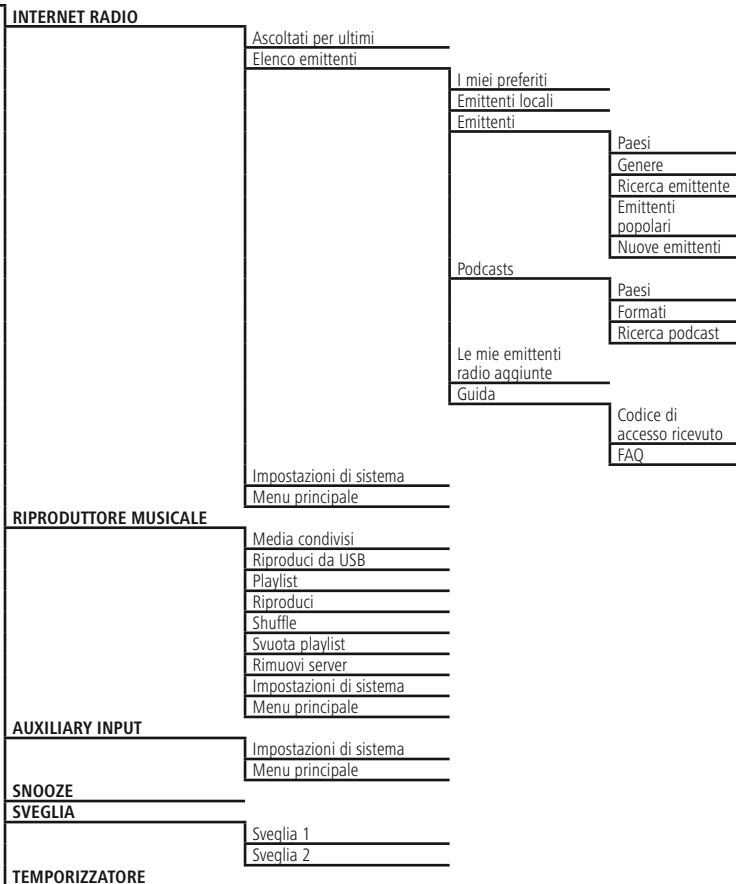 INTERNET RADIO
Ascoltati per ultimi
Elenco emittenti
I miei preferiti
Emittenti locali
Emittenti
Paesi
Genere
Ricerca emittente
Emittenti
popolari
Nuove emittenti
Podcasts
Paesi
Formati
Ricerca podcast
Le mie emittenti
radio aggiunte
Guida
Codice di
accesso ricevuto
FAQ
Impostazioni di sistema
Menu principale
RIPRODUTTORE MUSICALE
Media condivisi
Riproduci da USB
Playlist
Riproduci
Shuffle
Svuota playlist
Rimuovi server
Impostazioni di sistema
Menu principale
AUXILIARY INPUT
Impostazioni di sistema
Menu principale
SNOOZE
SVEGLIA
Sveglia 1
Sveglia 2
TEMPORIZZATORE